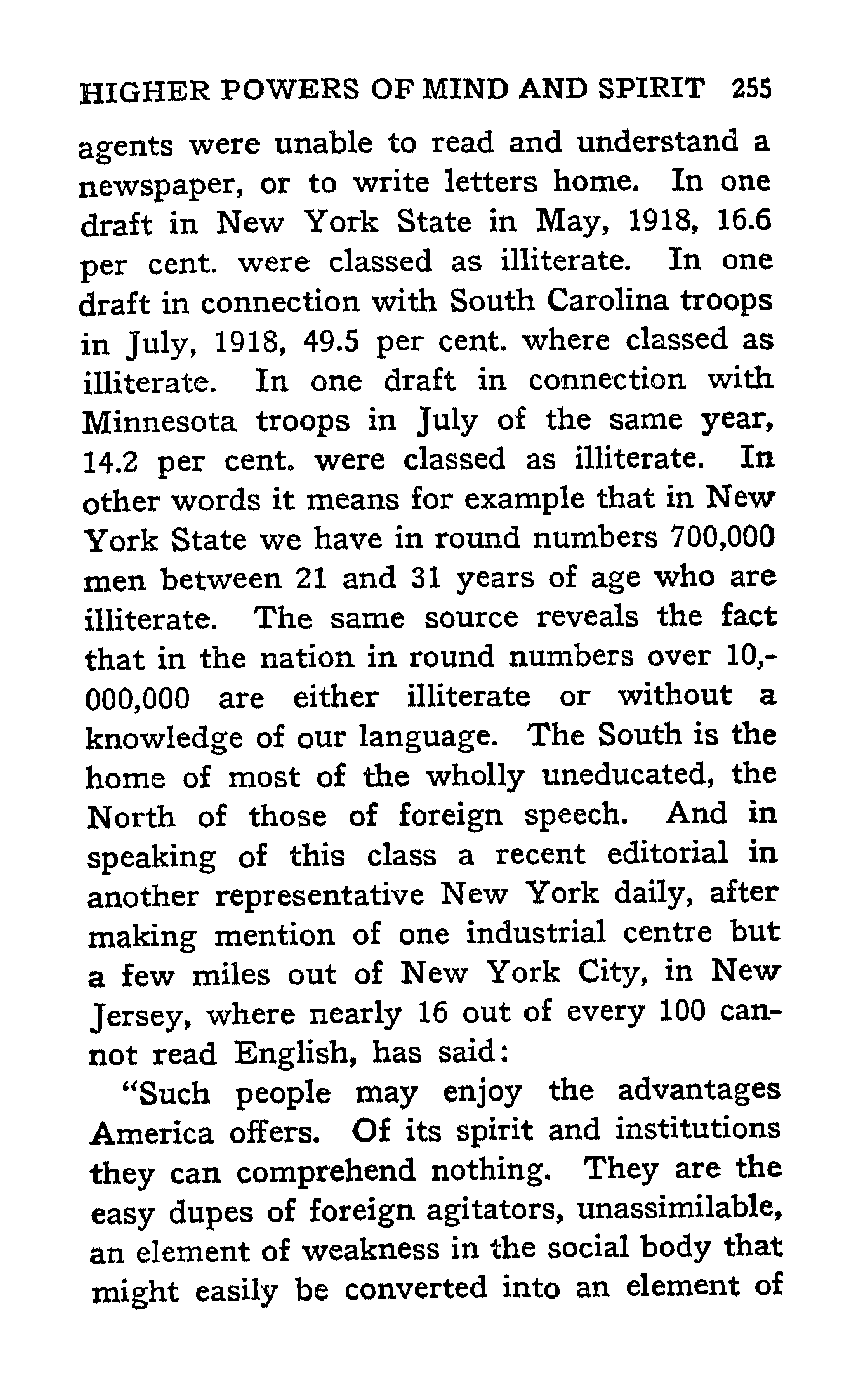 HIGHER POWERS OF MIND AND SPIRIT 255
agents were unable to read and understand a
newspaper, or to write letters home. In one
draft in New York State in May, 1918, 16.6
per cent. were classed as illiterate. In one
draft in connection with South Carolina troops
in July, 1918, 49.5 per cent. where classed as
illiterate. In one draft in connection with
Minnesota troops in July of the same year,
14.2 per cent. were classed as illiterate. In
other words it means for example that in New
York State we have in round numbers 700,000
men between 21 and 31 years of age who are
illiterate. The same source reveals the fact
that in the nation in round numbers over 10,-
000,000 are either illiterate or without a
knowledge of our language. The South is the
home of most of the wholly uneducated, the
North of those of foreign speech. And in
speaking of this class a recent editorial in
another representative New York daily, after
making mention of one industrial centre but
a few miles out of New York City, in New
Jersey, where nearly 16 out of every 100 can-
not read English, has said:
"Such people may enjoy the advantages
America offers. Of its spirit and institutions
they can comprehend nothing. They are the
easy dupes of foreign agitators, unassimilable,
an element of weakness in the social body that
might easily be converted into an element of